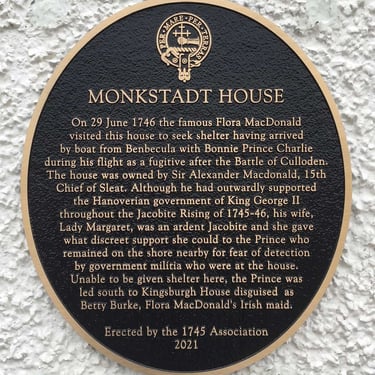 PER · MARE · PER · TERRAS
MONKSTADT HOUSE
On 29 June 1746 the famous Flora MacDonald
visited this house to seek shelter having arrived
by boat from Benbecula with Bonnie Prince Charlie
during his flight as a fugitive after the Battle of Culloden.
The house was owned by Sir Alexander Macdonald, 15th
Chief of Sleat. Although he had outwardly supported
the Hanoverian government of King George II
throughout the Jacobite Rising of 1745-46, his wife,
Lady Margaret, was an ardent Jacobite and she gave
what discreet support she could to the Prince who
remained on the shore nearby for fear of detection
by government militia who were at the house.
Unable to be given shelter here, the Prince was
led south to Kingsburgh House disguised as
Betty Burke, Flora MacDonald's Irish maid.
Erected by the 1745 Association
2021